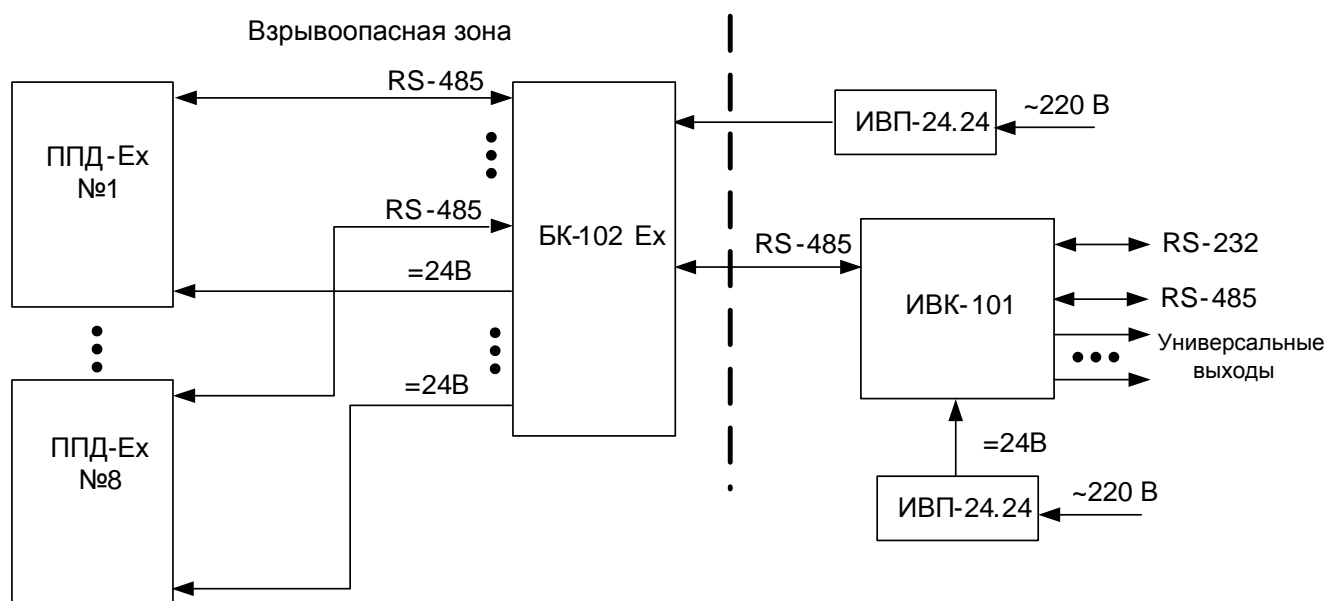 Взрывоопасная зона
RS-485
ИВП-24.24
~220 В
ППД-Ex
№1
RS-485
БК-102 Ex
RS-485
RS-232
=24В
ИВК-101
RS-485
Универсальные
выходы
=24В
=24В
ППД-Ex
№8
ИВП-24.24
~220 В